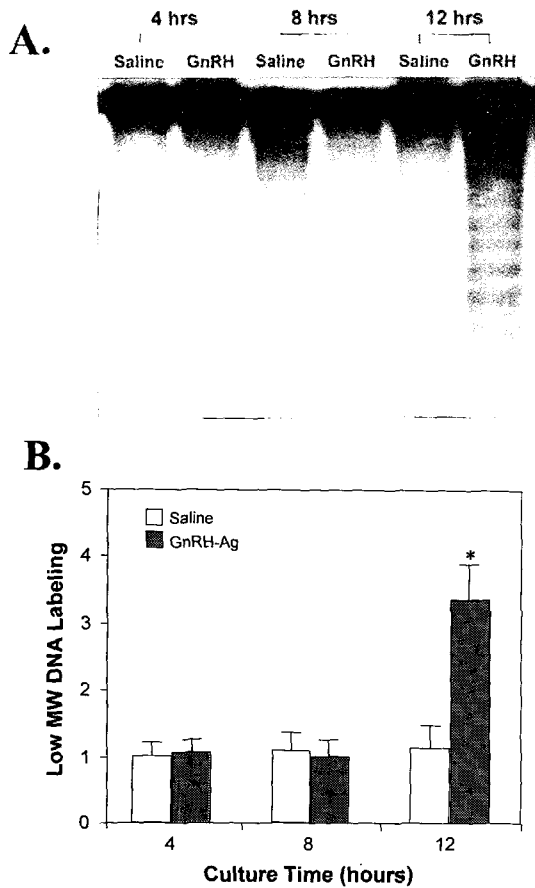 A.
4 hrs 8 hrs 12 hrs
Saline GnRH Saline GnRH Saline GnRH
B.
5
4
3
2
1
0
Low MW DNA Labeling
Saline
GnRH-Ag
*
4 8 12
Culture Time (hours)